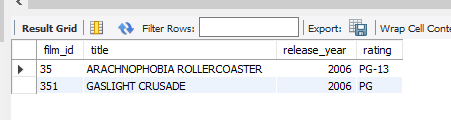 Result Grid Filter Rows: Export: Wrap Cell Conte
film_id title release_year rating
35 ARACHNOPHOBIA ROLLERCOASTER 2006 PG-13
351 GASLIGHT CRUSADE 2006 PG